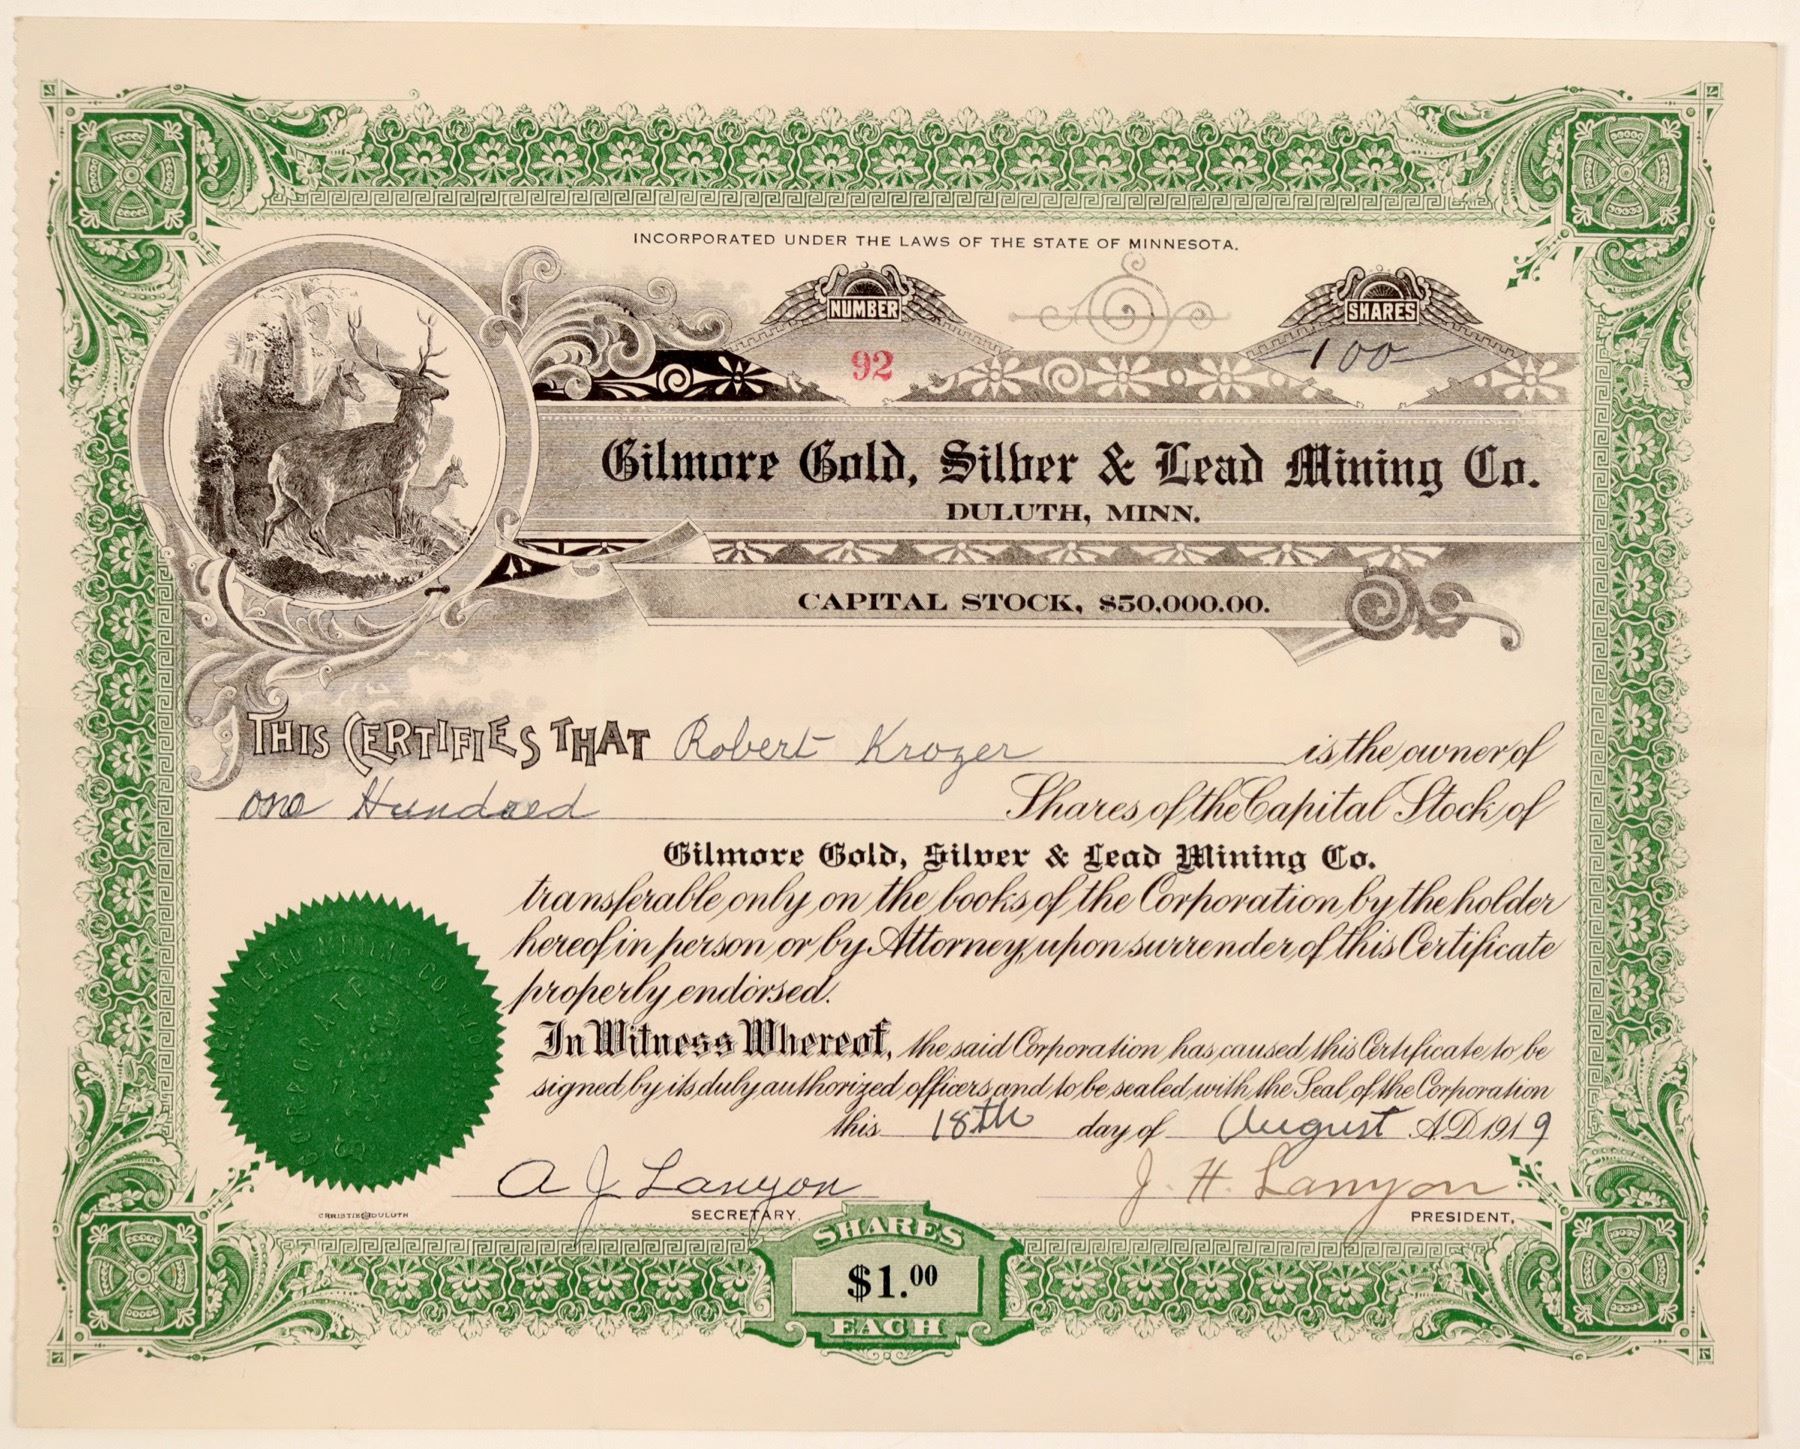 INCORPORATED UNDER THE LAWS OF THE STATE OF MINNESOTA.
NUMBER
SHARES
92
100
Gilmore Gold, Silver & Lead Mining Co.
DULUTH, MINN.
CAPITAL STOCK, $50,000.00.
THIS CERTIFIES THAT Robert Krozer is the owner of
one Hundred Shares of the Capital Stock of
Gilmore Gold, Silver & Lead Mining Co.
transferable only on the books of the Corporation by the holder
hereof in person or by Attorney, upon surrender of this Certificate
properly endorsed.
In Witness Whereof, the said Corporation has caused this Certificate to be
signed by its duly authorized officers and to be sealed with the Seal of the Corporation
this 18th day of August A.D. 1919
LEAD MINING CO.
CORPORATE
A J Lanyon
J. H. Lanyon
CHRISTIE DULUTH
SECRETARY.
PRESIDENT.
SHARES
$1.00
EACH